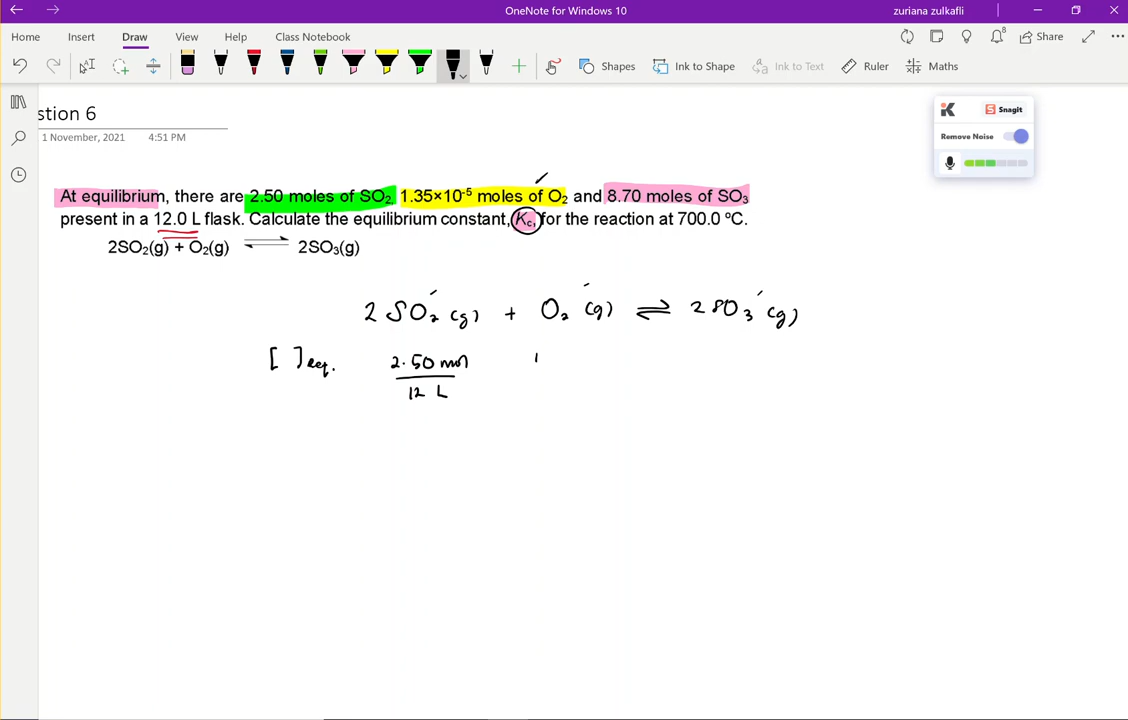 OneNote for Windows 10
zuriana zulkafli
Home Insert Draw View Help Class Notebook
8 Share
Shapes Ink to Shape Ink to Text Ruler Maths
stion 6
1 November, 2021 4:51 PM
Snagit
Remove Noise
At equilibrium, there are 2.50 moles of SO₂, 1.35×10⁻⁵ moles of O₂ and 8.70 moles of SO₃
present in a 12.0 L flask. Calculate the equilibrium constant, Kc, for the reaction at 700.0 ºC.
2SO₂(g) + O₂(g) ⇌ 2SO₃(g)
2 SO₂ (g) + O₂ (g) ⇌ 2 SO₃ (g)
[ ] eq. 2.50 mol
12 L